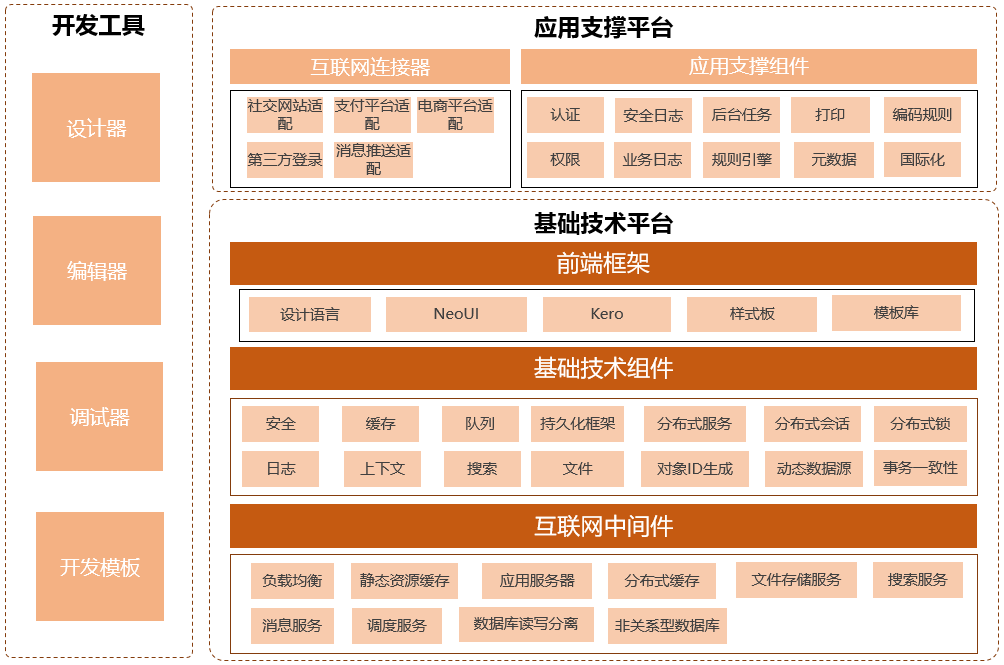 开发工具
设计器
编辑器
调试器
开发模板
应用支撑平台
互联网连接器
社交网站适
配
支付平台适
配
电商平台适
配
第三方登录
消息推送适
配
应用支撑组件
认证
安全日志
后台任务
打印
编码规则
权限
业务日志
规则引擎
元数据
国际化
基础技术平台
前端框架
设计语言
NeoUI
Kero
样式板
模板库
基础技术组件
安全
缓存
队列
持久化框架
分布式服务
分布式会话
分布式锁
日志
上下文
搜索
文件
对象ID生成
动态数据源
事务一致性
互联网中间件
负载均衡
静态资源缓存
应用服务器
分布式缓存
文件存储服务
搜索服务
消息服务
调度服务
数据库读写分离
非关系型数据库